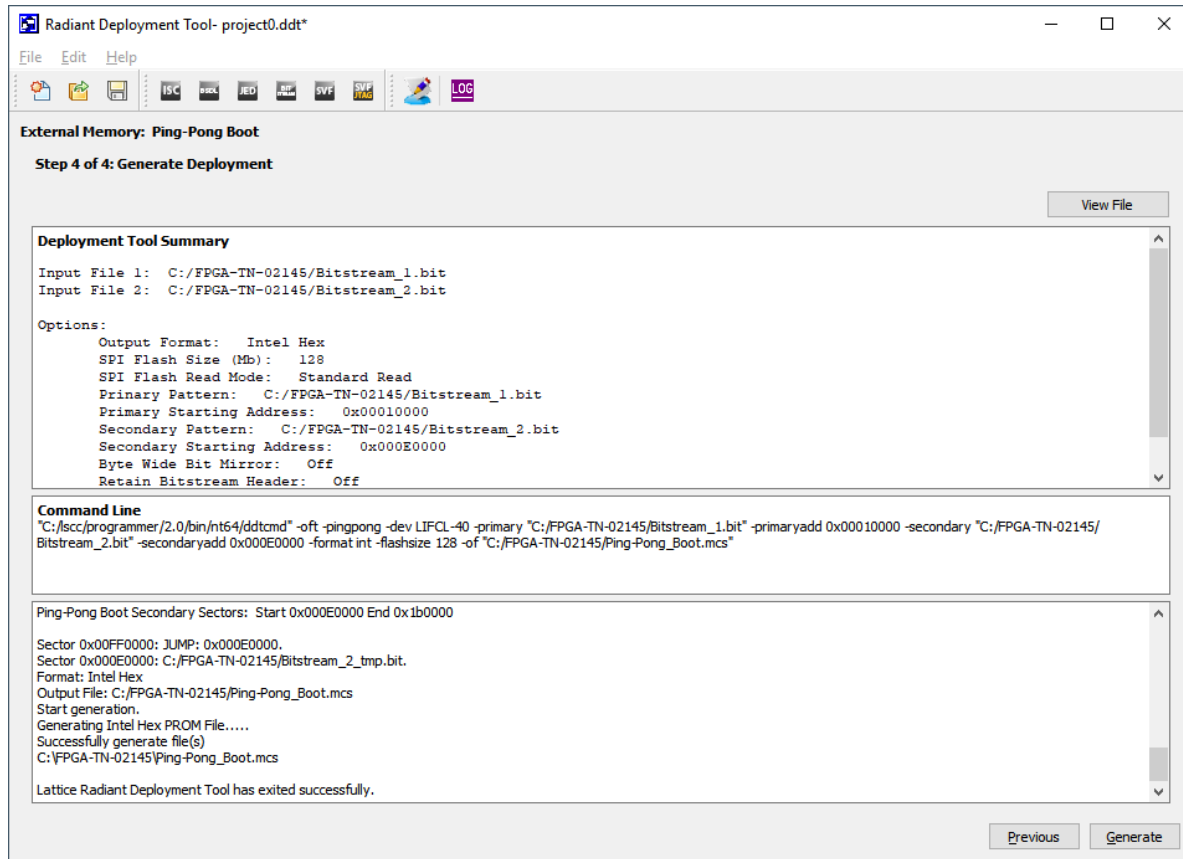 Radiant Deployment Tool- project0.ddt*
File Edit Help
ISC BSDL JED BIT STREAM SVF SVF JTAG LOG
External Memory: Ping-Pong Boot
Step 4 of 4: Generate Deployment
View File
Deployment Tool Summary
Input File 1: C:/FPGA-TN-02145/Bitstream_1.bit
Input File 2: C:/FPGA-TN-02145/Bitstream_2.bit
Options:
Output Format: Intel Hex
SPI Flash Size (Mb): 128
SPI Flash Read Mode: Standard Read
Prinary Pattern: C:/FPGA-TN-02145/Bitstream_1.bit
Primary Starting Address: 0x00010000
Secondary Pattern: C:/FPGA-TN-02145/Bitstream_2.bit
Secondary Starting Address: 0x000E0000
Byte Wide Bit Mirror: Off
Retain Bitstream Header: Off
Command Line
"C:/lscc/programmer/2.0/bin/nt64/ddtcmd" -oft -pingpong -dev LIFCL-40 -primary "C:/FPGA-TN-02145/Bitstream_1.bit" -primaryadd 0x00010000 -secondary "C:/FPGA-TN-02145/
Bitstream_2.bit" -secondaryadd 0x000E0000 -format int -flashsize 128 -of "C:/FPGA-TN-02145/Ping-Pong_Boot.mcs"
Ping-Pong Boot Secondary Sectors: Start 0x000E0000 End 0x1b0000
Sector 0x00FF0000: JUMP: 0x000E0000.
Sector 0x000E0000: C:/FPGA-TN-02145/Bitstream_2_tmp.bit.
Format: Intel Hex
Output File: C:/FPGA-TN-02145/Ping-Pong_Boot.mcs
Start generation.
Generating Intel Hex PROM File.....
Successfully generate file(s)
C:\FPGA-TN-02145\Ping-Pong_Boot.mcs
Lattice Radiant Deployment Tool has exited successfully.
Previous Generate